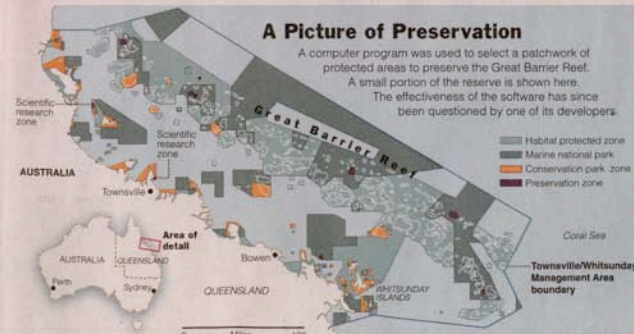 A Picture of Preservation
A computer program was used to select a patchwork of
protected areas to preserve the Great Barrier Reef.
A small portion of the reserve is shown here.
The effectiveness of the software has since
been questioned by one of its developers.
Habitat protected zone
Marine national park
Conservation park zone
Preservation zone
Great Barrier Reef
Scientific
research
zone
Scientific
research
zone
AUSTRALIA
Townsville
Coral Sea
Area of
detail
AUSTRALIA
QUEENSLAND
Perth
Sydney
Bowen
QUEENSLAND
WHITSUNDAY
ISLANDS
Townsville/Whitsunday
Management Area
boundary
0 Miles